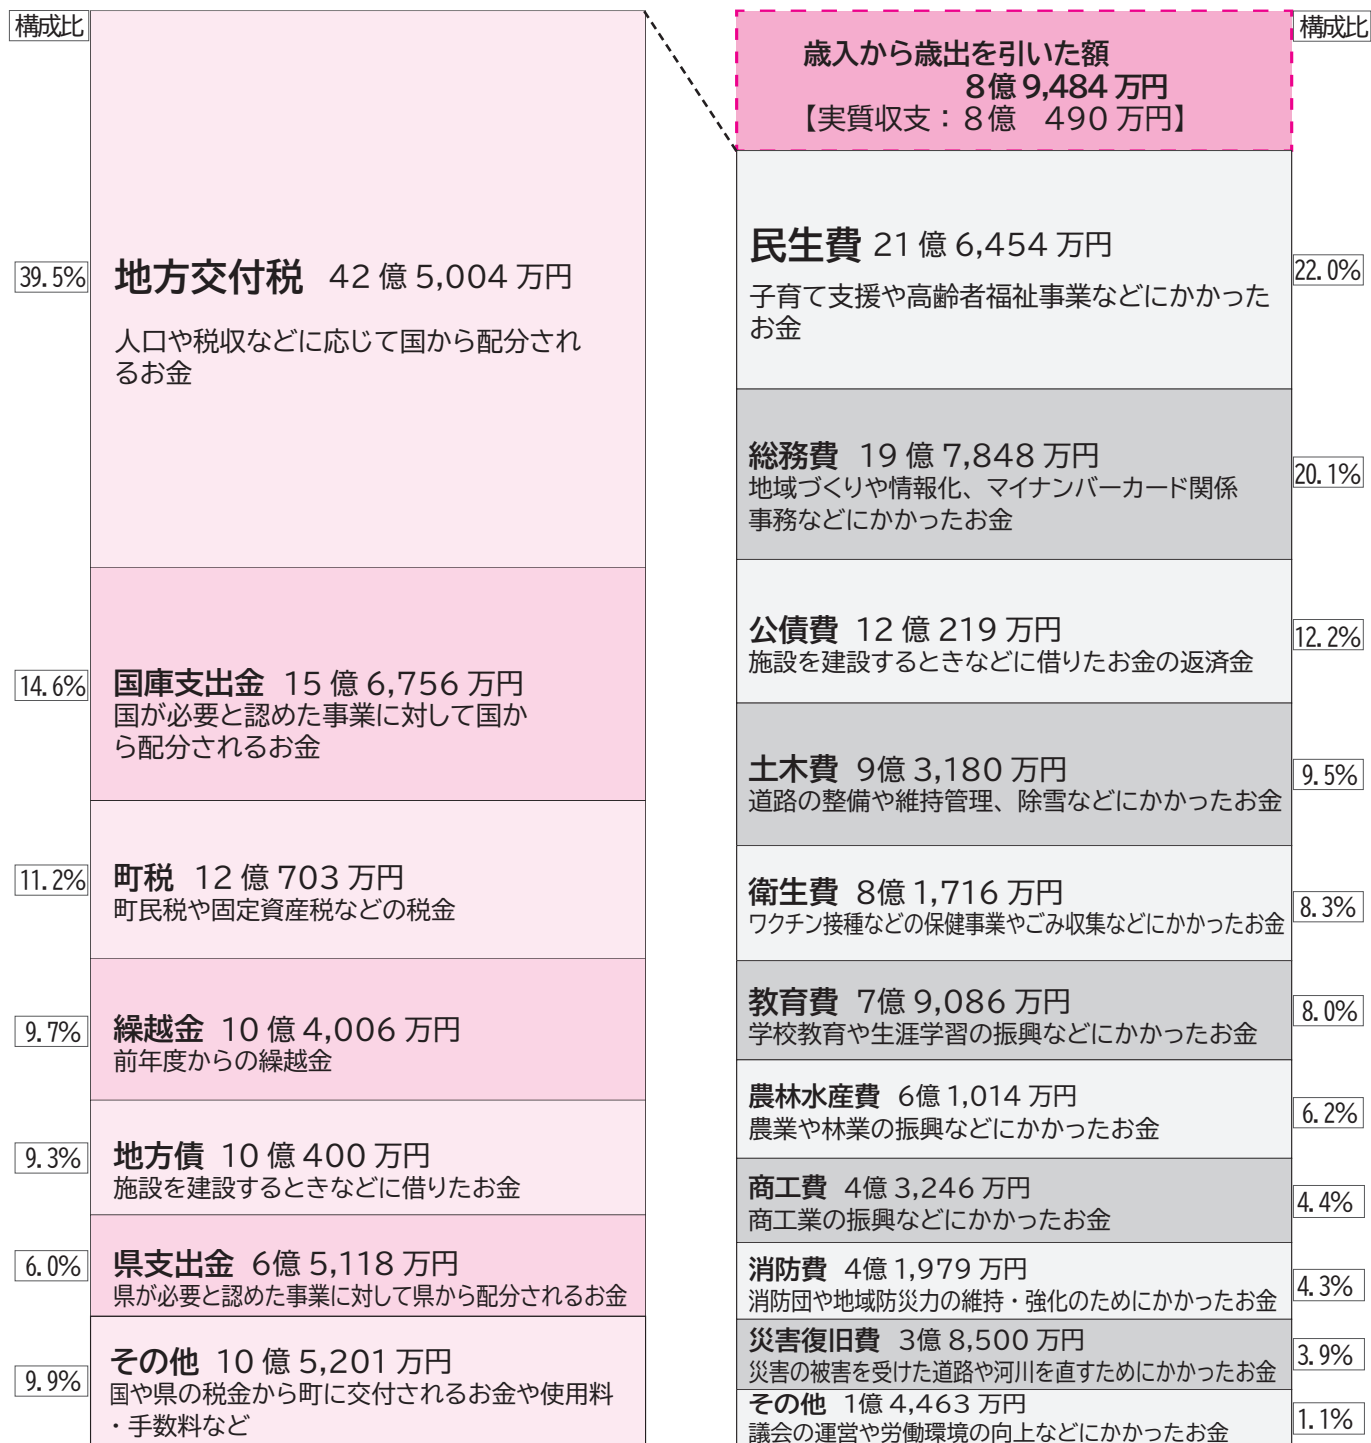 構成比
39.5%
地方交付税 42億5,004万円
人口や税収などに応じて国から配分され
るお金
14.6%
国庫支出金 15億6,756万円
国が必要と認めた事業に対して国か
ら配分されるお金
11.2%
町税 12億703万円
町民税や固定資産税などの税金
9.7%
繰越金 10億4,006万円
前年度からの繰越金
9.3%
地方債 10億400万円
施設を建設するときなどに借りたお金
6.0%
県支出金 6億5,118万円
県が必要と認めた事業に対して県から配分されるお金
9.9%
その他 10億5,201万円
国や県の税金から町に交付されるお金や使用料
・手数料など
構成比
歳入から歳出を引いた額
8億9,484万円
【実質収支：8億 490万円】
民生費 21億6,454万円
22.0%
子育て支援や高齢者福祉事業などにかかった
お金
総務費 19億7,848万円
20.1%
地域づくりや情報化、マイナンバーカード関係
事務などにかかったお金
公債費 12億219万円
12.2%
施設を建設するときなどに借りたお金の返済金
土木費 9億3,180万円
9.5%
道路の整備や維持管理、除雪などにかかったお金
衛生費 8億1,716万円
8.3%
ワクチン接種などの保健事業やごみ収集などにかかったお金
教育費 7億9,086万円
8.0%
学校教育や生涯学習の振興などにかかったお金
農林水産費 6億1,014万円
6.2%
農業や林業の振興などにかかったお金
商工費 4億3,246万円
4.4%
商工業の振興などにかかったお金
消防費 4億1,979万円
4.3%
消防団や地域防災力の維持・強化のためにかかったお金
災害復旧費 3億8,500万円
3.9%
災害の被害を受けた道路や河川を直すためにかかったお金
その他 1億4,463万円
1.1%
議会の運営や労働環境の向上などにかかったお金